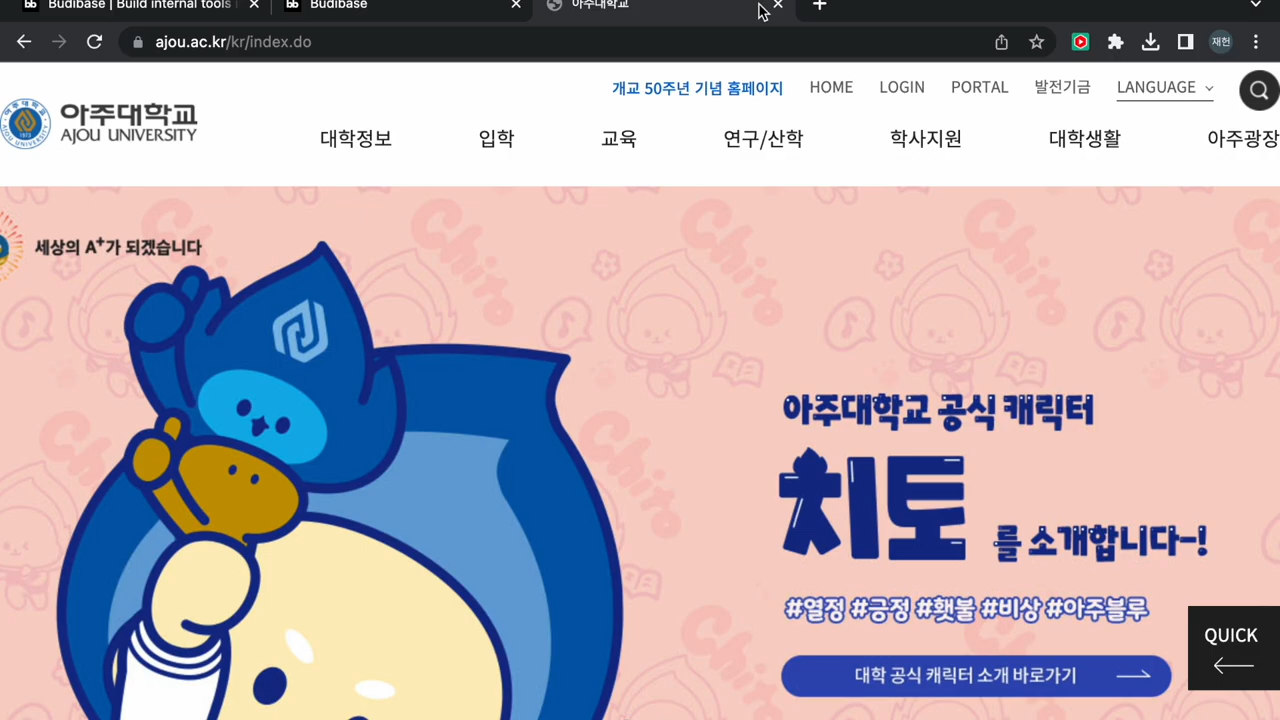 Budibase | Build internal tools
Budibase
아주대학교
ajou.ac.kr/kr/index.do
재헌
개교 50주년 기념 홈페이지
HOME
LOGIN
PORTAL
발전기금
LANGUAGE
아주대학교
AJOU UNIVERSITY
대학정보
입학
교육
연구/산학
학사지원
대학생활
아주광장
세상의 A+가 되겠습니다
Chito
아주대학교 공식 캐릭터
치토
를 소개합니다~!
#열정 #긍정 #횃불 #비상 #아주블루
대학 공식 캐릭터 소개 바로가기
QUICK